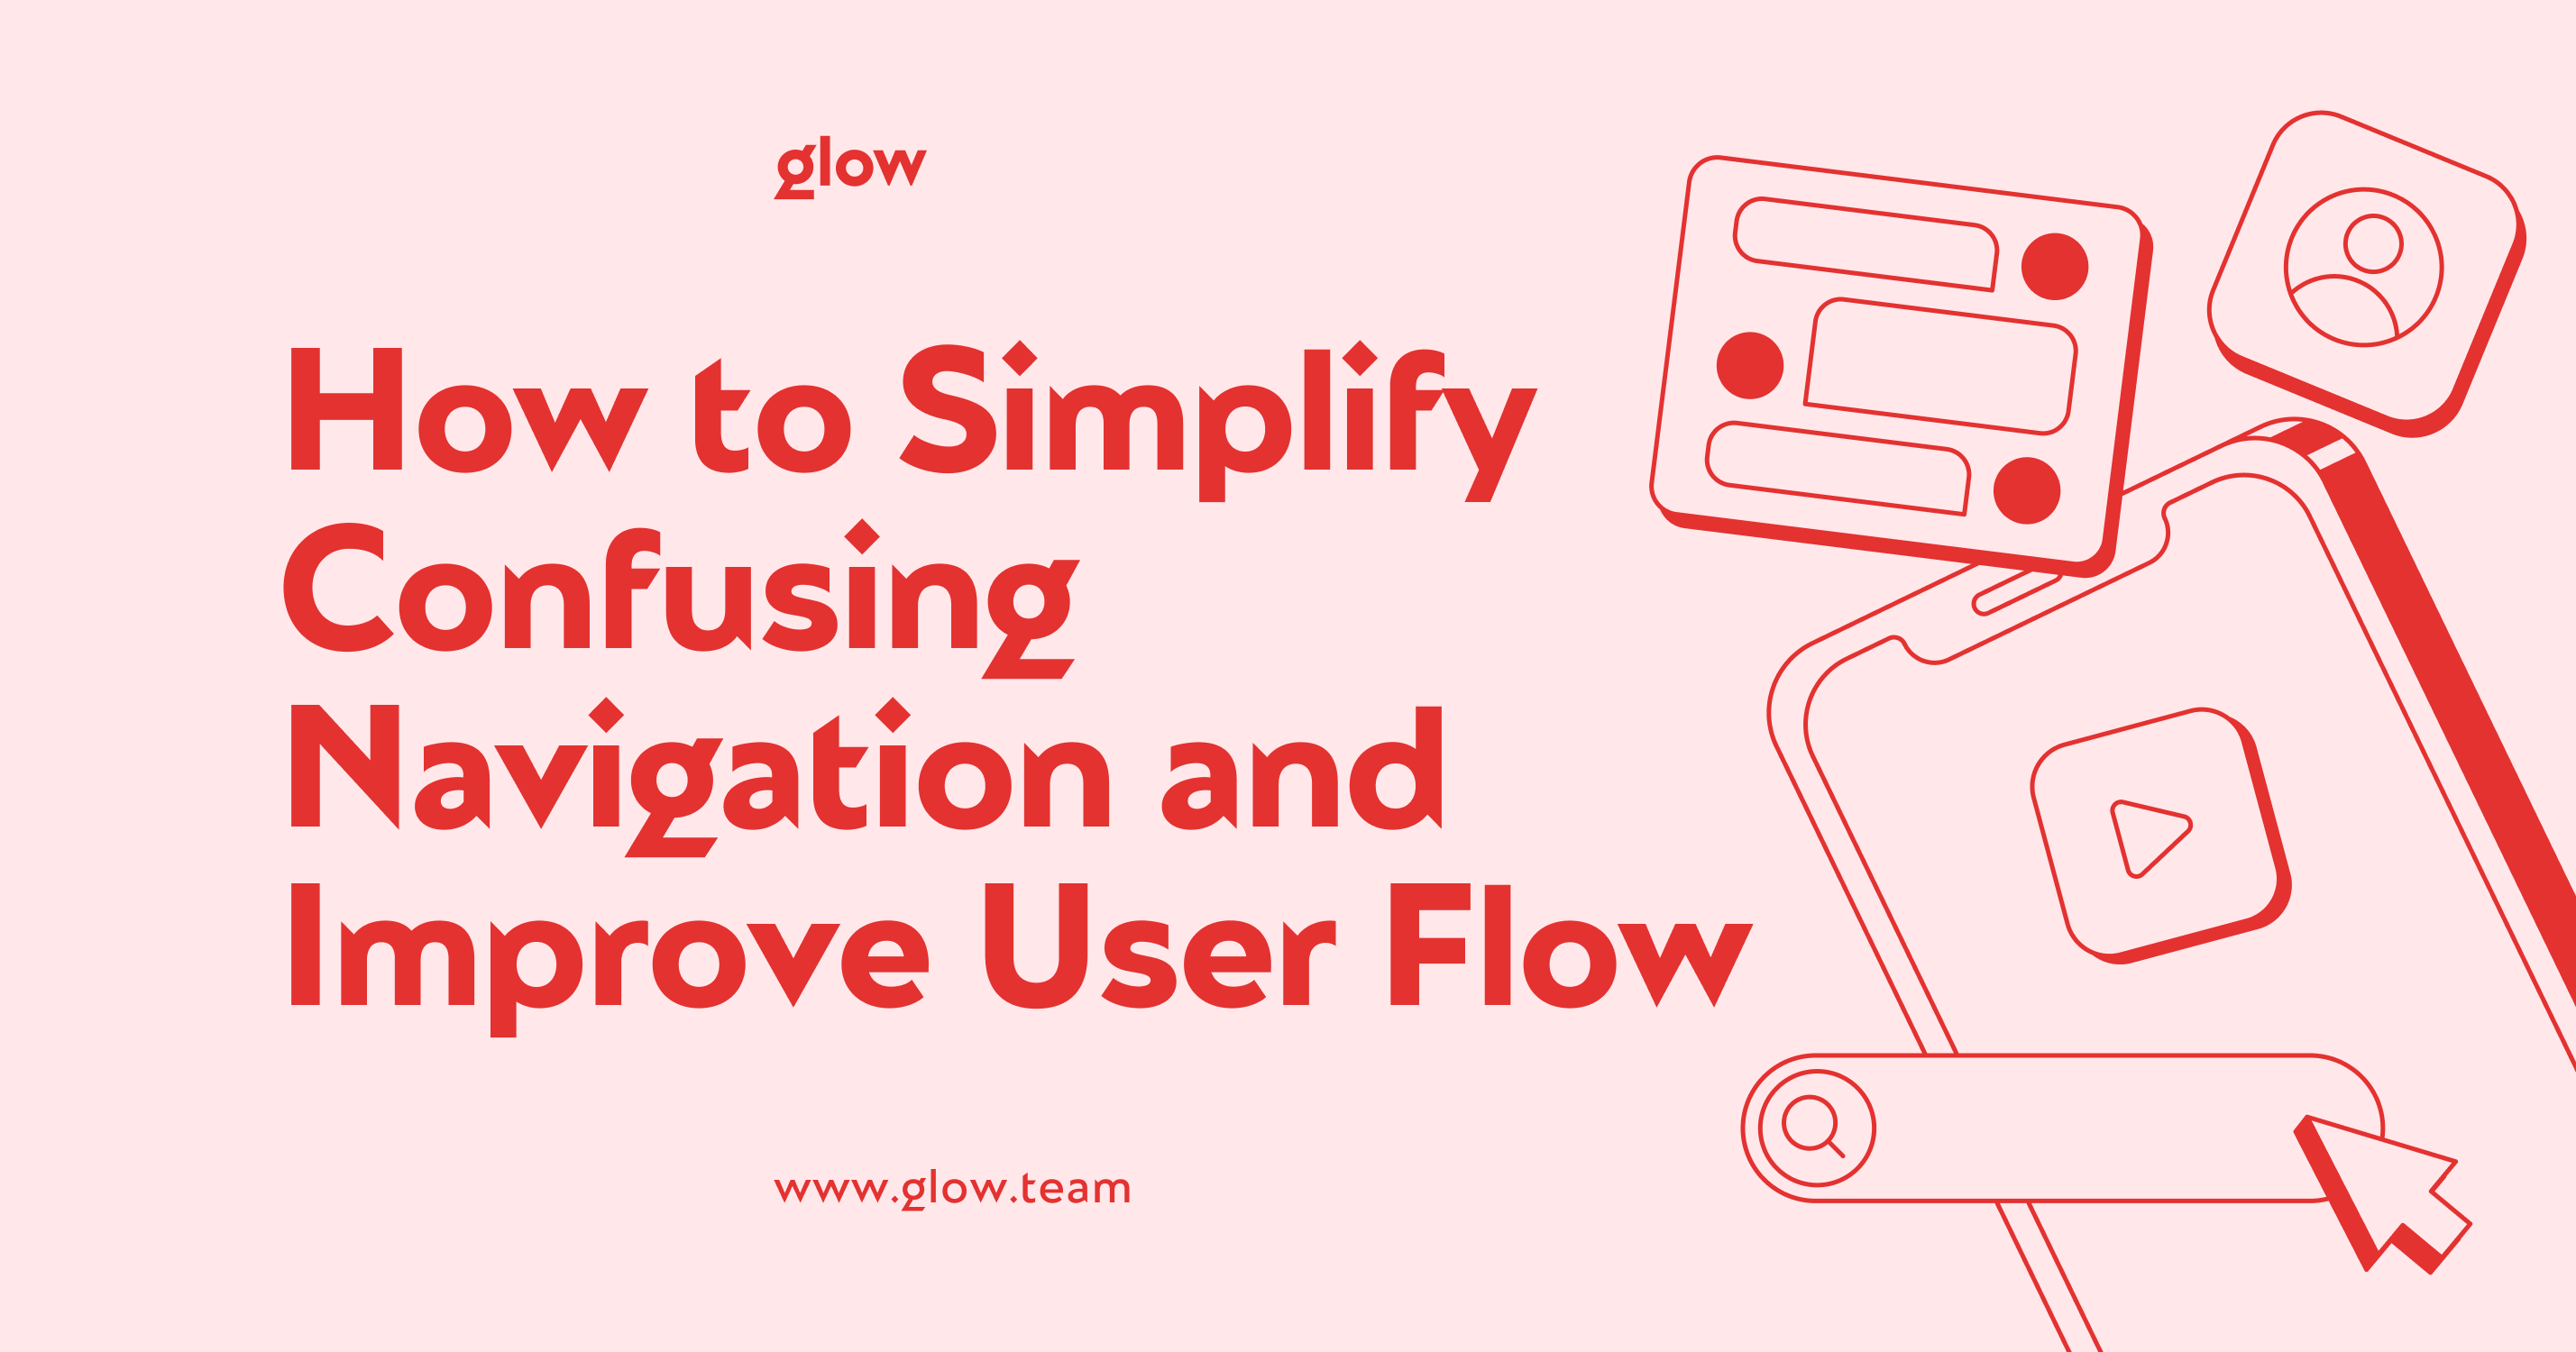 glow
How to Simplify
Confusing
Navigation and
Improve User Flow
www.glow.team